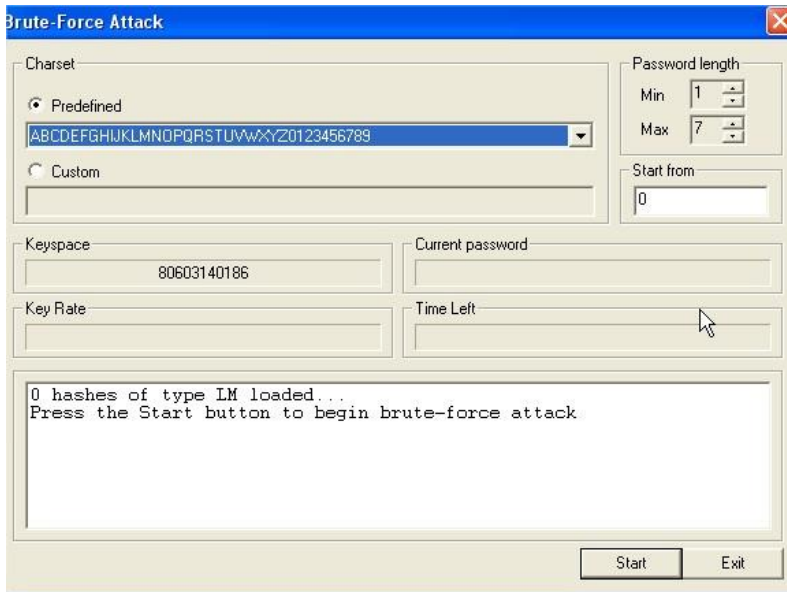 Brute-Force Attack
Charset
Predefined
ABCDEFGHIJKLMNOPQRSTUVWXYZ0123456789
Custom
Password length
Min 1
Max 7
Start from
0
Keyspace
80603140186
Current password
Key Rate
Time Left
0 hashes of type LM loaded...
Press the Start button to begin brute-force attack
Start
Exit